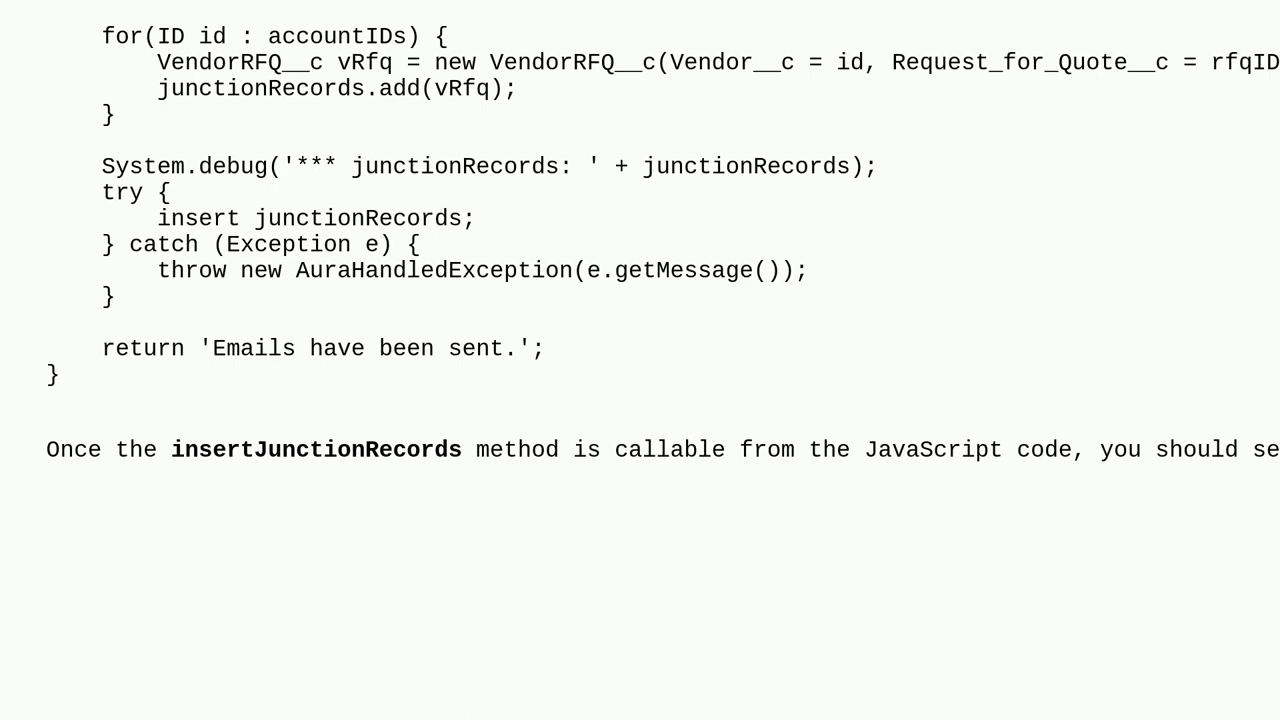 for(ID id : accountIDs) {
VendorRFQ__c vRfq = new VendorRFQ__c(Vendor__c = id, Request_for_Quote__c = rfqID
junctionRecords.add(vRfq);
}
System.debug('*** junctionRecords: ' + junctionRecords);
try {
insert junctionRecords;
} catch (Exception e) {
throw new AuraHandledException(e.getMessage());
}
return 'Emails have been sent.';
}
Once the insertJunctionRecords method is callable from the JavaScript code, you should se